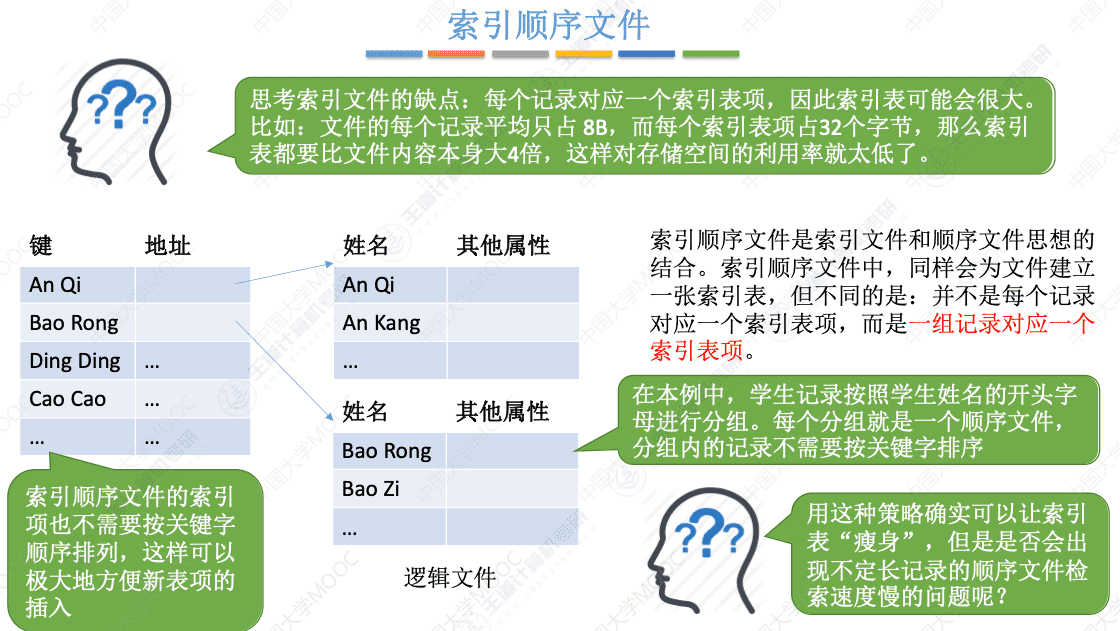 索引顺序文件
思考索引文件的缺点：每个记录对应一个索引表项，因此索引表可能会很大。
比如：文件的每个记录平均只占 8B，而每个索引表项占32个字节，那么索引
表都要比文件内容本身大4倍，这样对存储空间的利用率就太低了。
键 地址
An Qi
Bao Rong
Ding Ding ...
Cao Cao ...
... ...
姓名 其他属性
An Qi
An Kang
...
姓名 其他属性
Bao Rong
Bao Zi
...
逻辑文件
索引顺序文件是索引文件和顺序文件思想的
结合。索引顺序文件中，同样会为文件建立
一张索引表，但不同的是：并不是每个记录
对应一个索引表项，而是一组记录对应一个
索引表项。
在本例中，学生记录按照学生姓名的开头字
母进行分组。每个分组就是一个顺序文件，
分组内的记录不需要按关键字排序
索引顺序文件的索引
项也不需要按关键字
顺序排列，这样可以
极大地方便新表项的
插入
用这种策略确实可以让索引
表“瘦身”，但是是否会出
现不定长记录的顺序文件检
索速度慢的问题呢？